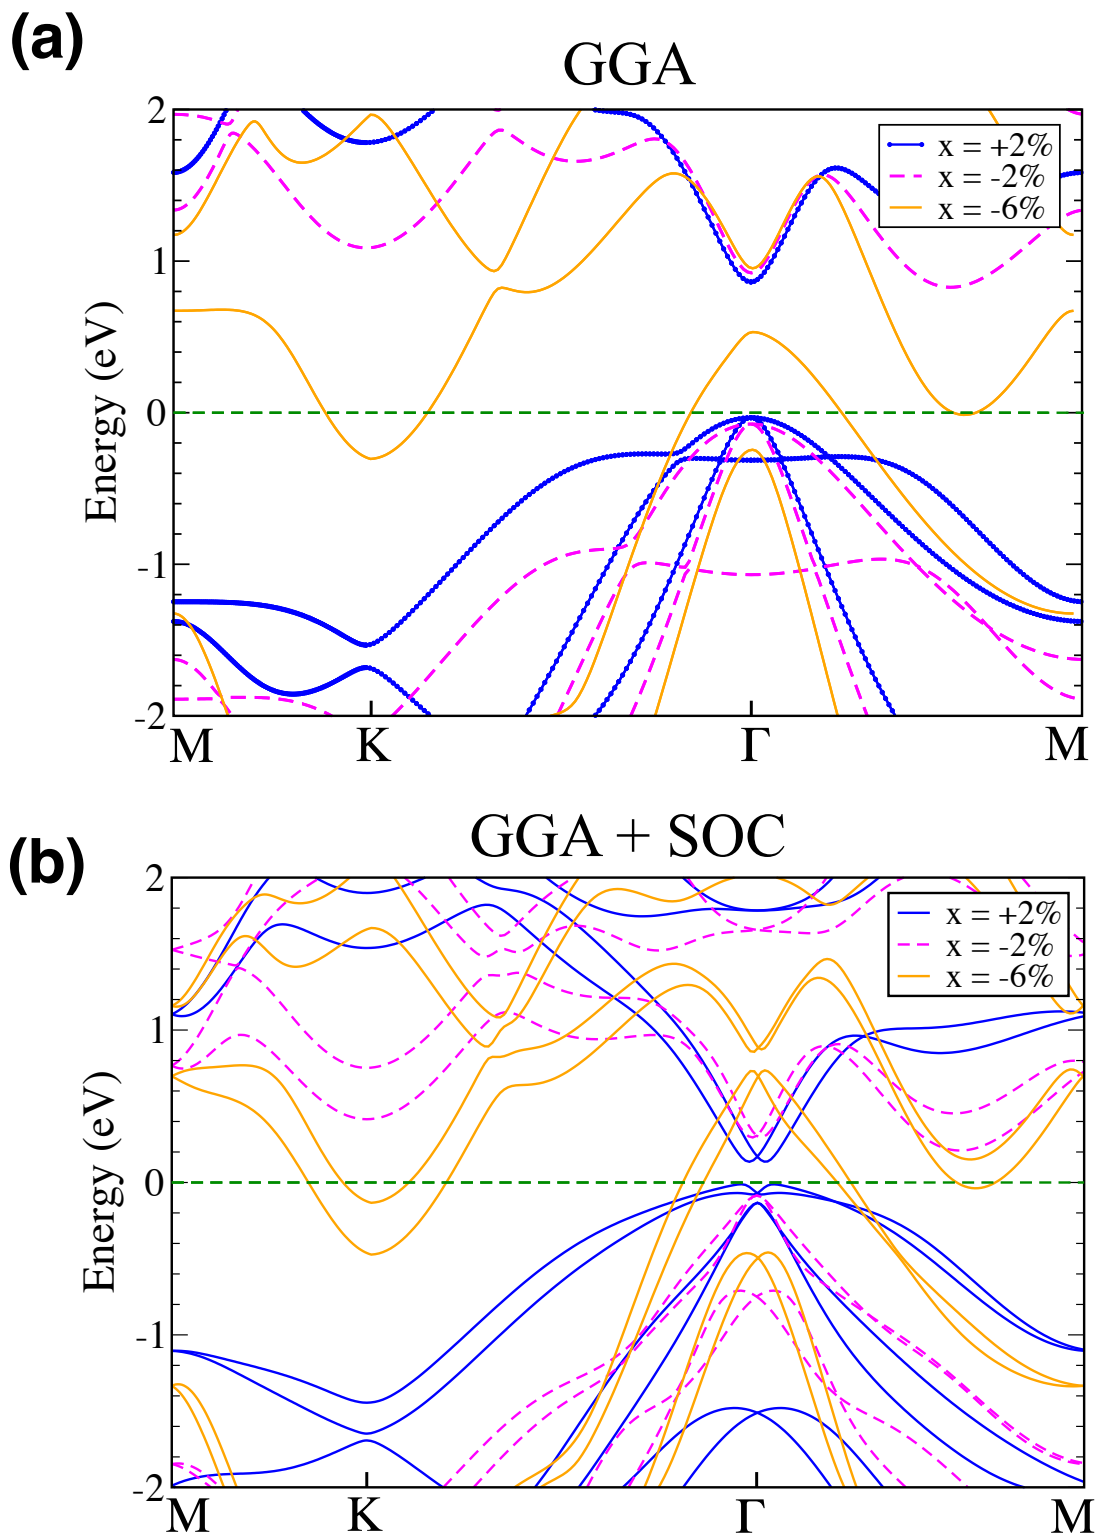 (a)
GGA
2
1
0
-1
-2
Energy (eV)
x = +2%
x = -2%
x = -6%
M K Γ M
(b)
GGA + SOC
2
1
0
-1
-2
Energy (eV)
x = +2%
x = -2%
x = -6%
M K Γ M